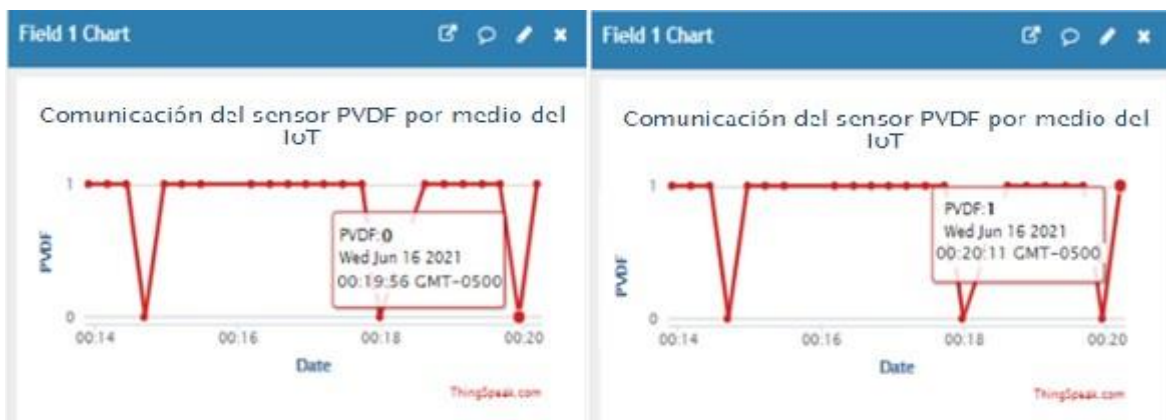 Field 1 Chart
Comunicación del sensor PVDF por medio del
IoT
1
PVDF
0
PVDF:0
Wed Jun 16 2021
00:19:56 GMT-0500
00:14
00:16
00:18
00:20
Date
ThingSpeak.com
Field 1 Chart
Comunicación del sensor PVDF por medio del
IoT
1
PVDF
0
PVDF:1
Wed Jun 16 2021
00:20:11 GMT-0500
00:14
00:16
00:18
00:20
Date
ThingSpeak.com